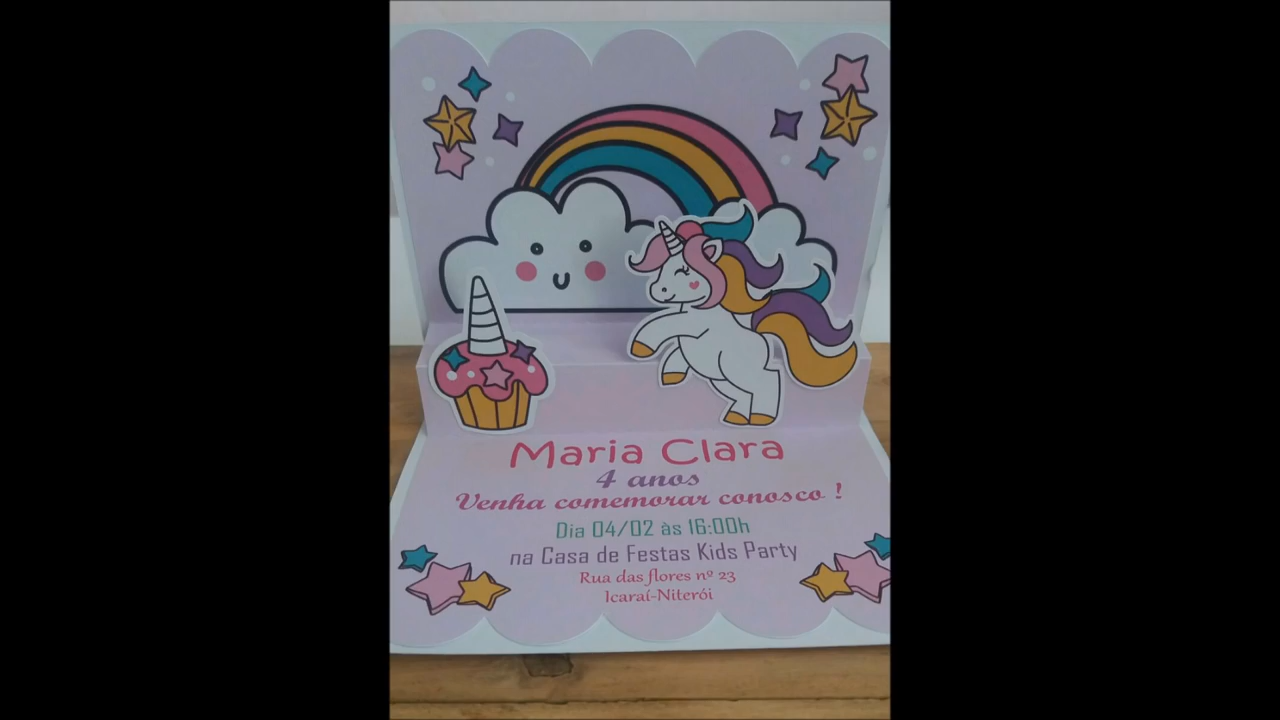 Maria Clara
4 anos
Venha comemorar conosco !
Dia 04/02 às 16:00h
na Casa de Festas Kids Party
Rua das flores nº 23
Icaraí-Niterói